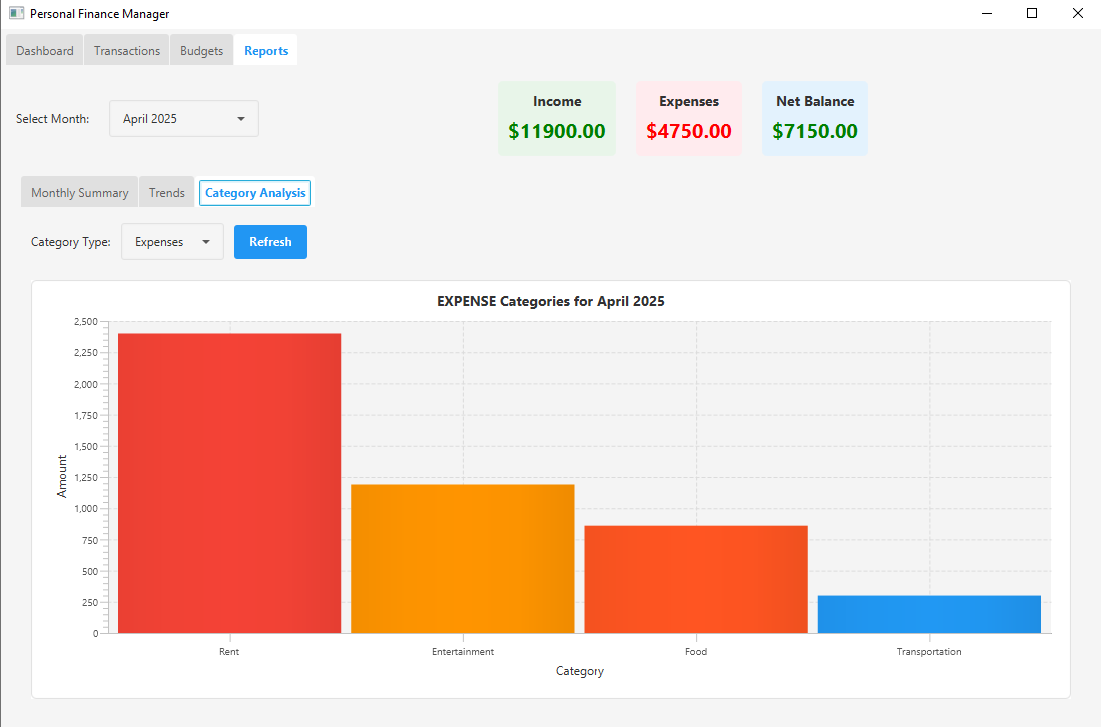 Personal Finance Manager
Dashboard Transactions Budgets Reports
Select Month: April 2025
Income
$11900.00
Expenses
$4750.00
Net Balance
$7150.00
Monthly Summary Trends Category Analysis
Category Type: Expenses Refresh
EXPENSE Categories for April 2025
2,500
2,250
2,000
1,750
1,500
1,250
1,000
750
500
250
0
Amount
Rent Entertainment Food Transportation
Category